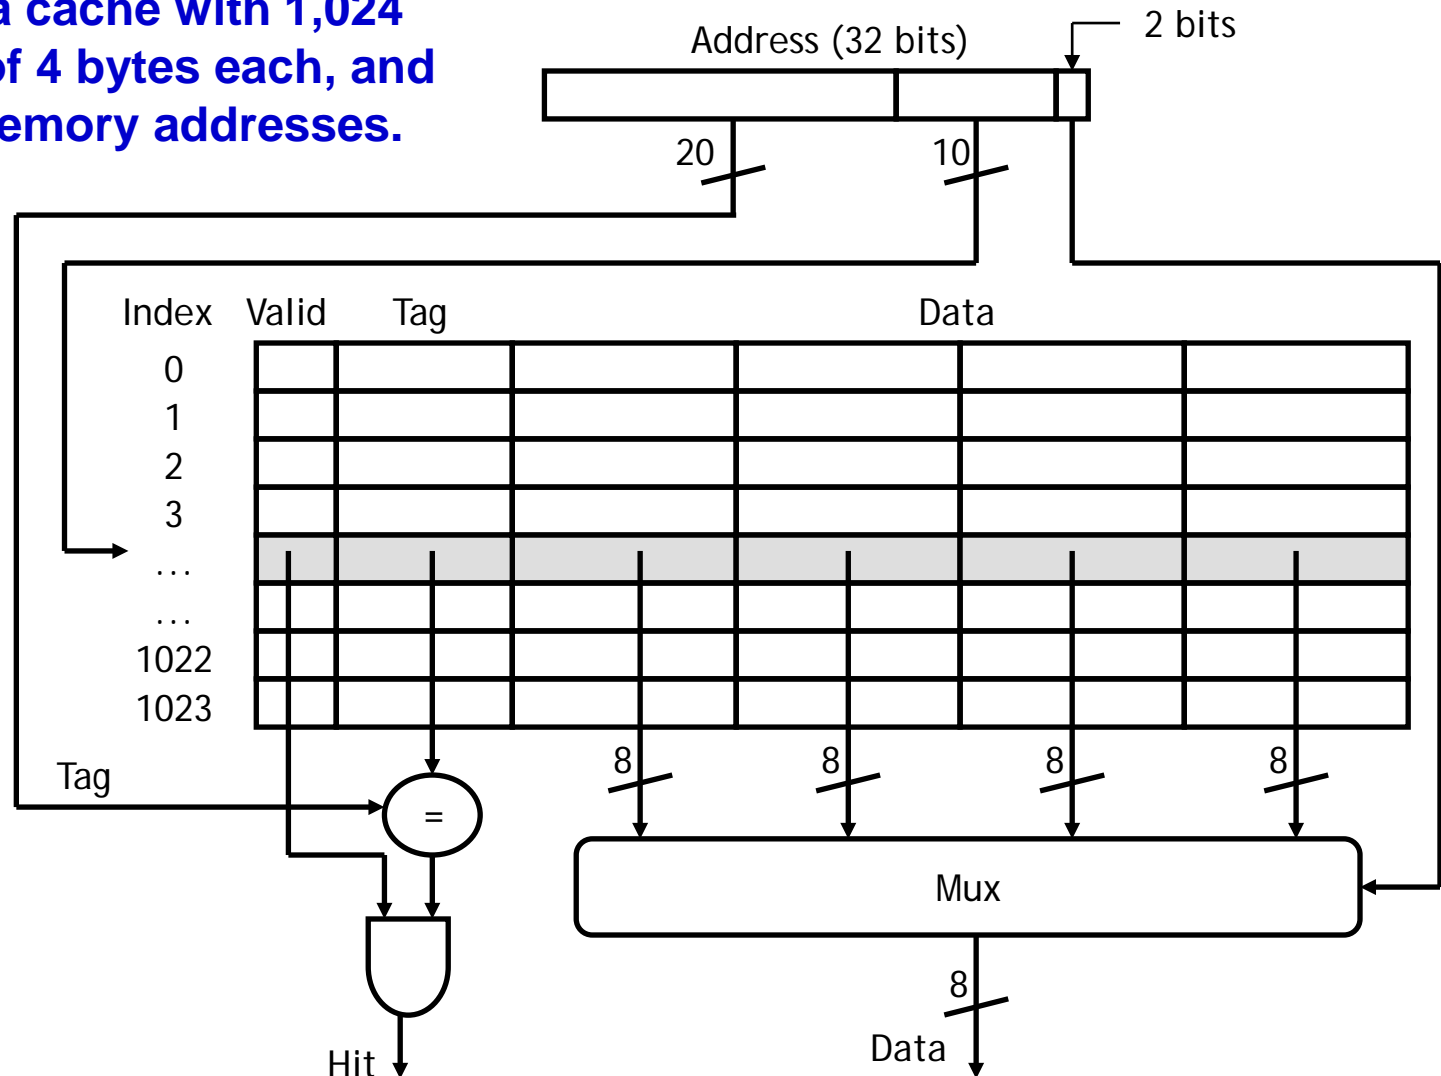 a cache with 1,024
of 4 bytes each, and
emory addresses.
Address (32 bits)
2 bits
20
10
Index Valid Tag Data
0
1
2
3
...
...
1022
1023
8 8 8 8
Tag
=
Mux
8
Hit
Data